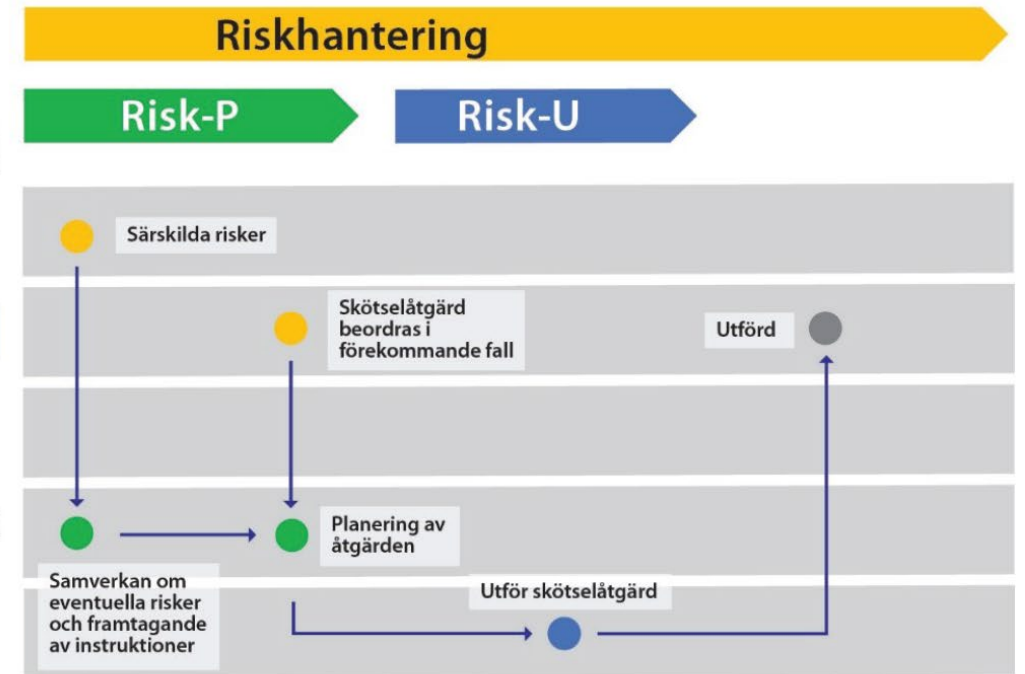 Riskhantering
Risk-P
Risk-U
Särskilda risker
Skötselåtgärd
beordras i
förekommande fall
Utförd
Planering av
åtgärden
Samverkan om
eventuella risker
och framtagande
av instruktioner
Utför skötselåtgärd